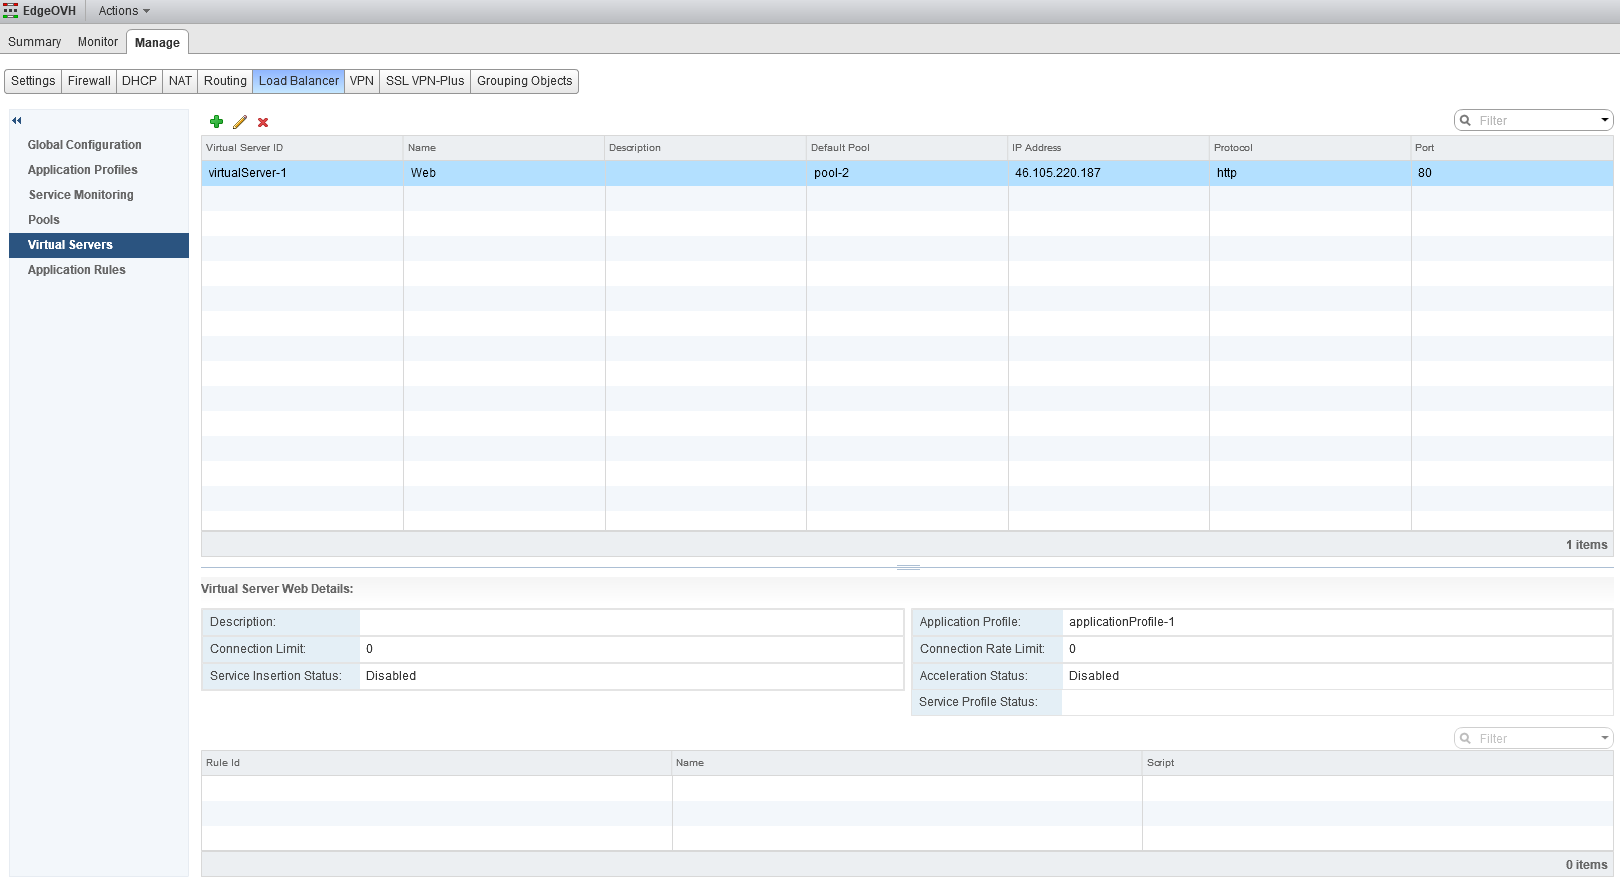 EdgeOVH Actions
Summary Monitor Manage
Settings Firewall DHCP NAT Routing Load Balancer VPN SSL VPN-Plus Grouping Objects
Global Configuration
Application Profiles
Service Monitoring
Pools
Virtual Servers
Application Rules
Filter
Virtual Server ID Name Description Default Pool IP Address Protocol Port
virtualServer-1 Web pool-2 46.105.220.187 http 80
1 items
Virtual Server Web Details:
Description:
Connection Limit: 0
Service Insertion Status: Disabled
Application Profile: applicationProfile-1
Connection Rate Limit: 0
Acceleration Status: Disabled
Service Profile Status:
Filter
Rule Id Name Script
0 items